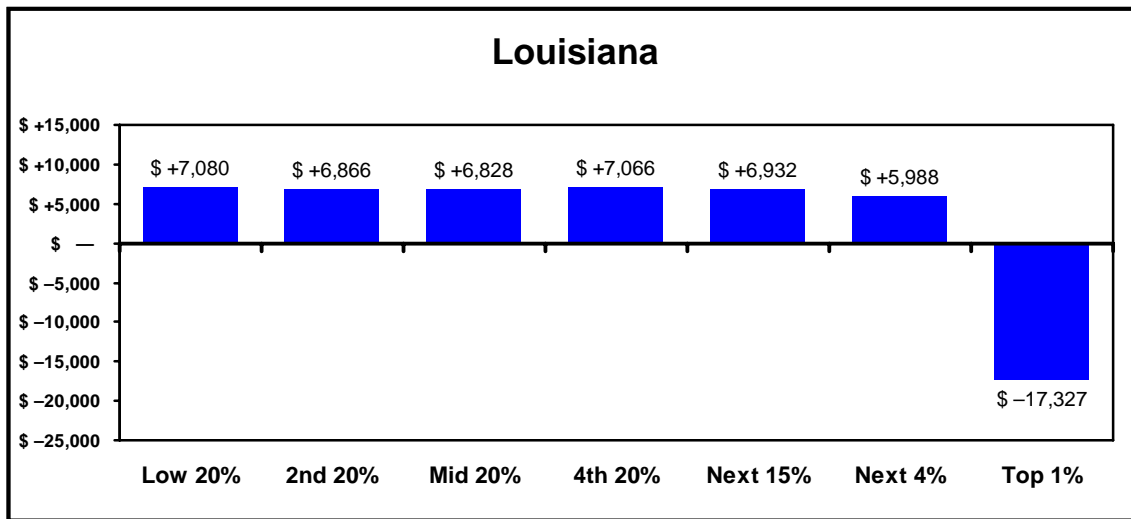 Louisiana
$ +15,000
$ +10,000
$ +5,000
$ —
$ –5,000
$ –10,000
$ –15,000
$ –20,000
$ –25,000
$ +7,080
$ +6,866
$ +6,828
$ +7,066
$ +6,932
$ +5,988
$ –17,327
Low 20%
2nd 20%
Mid 20%
4th 20%
Next 15%
Next 4%
Top 1%